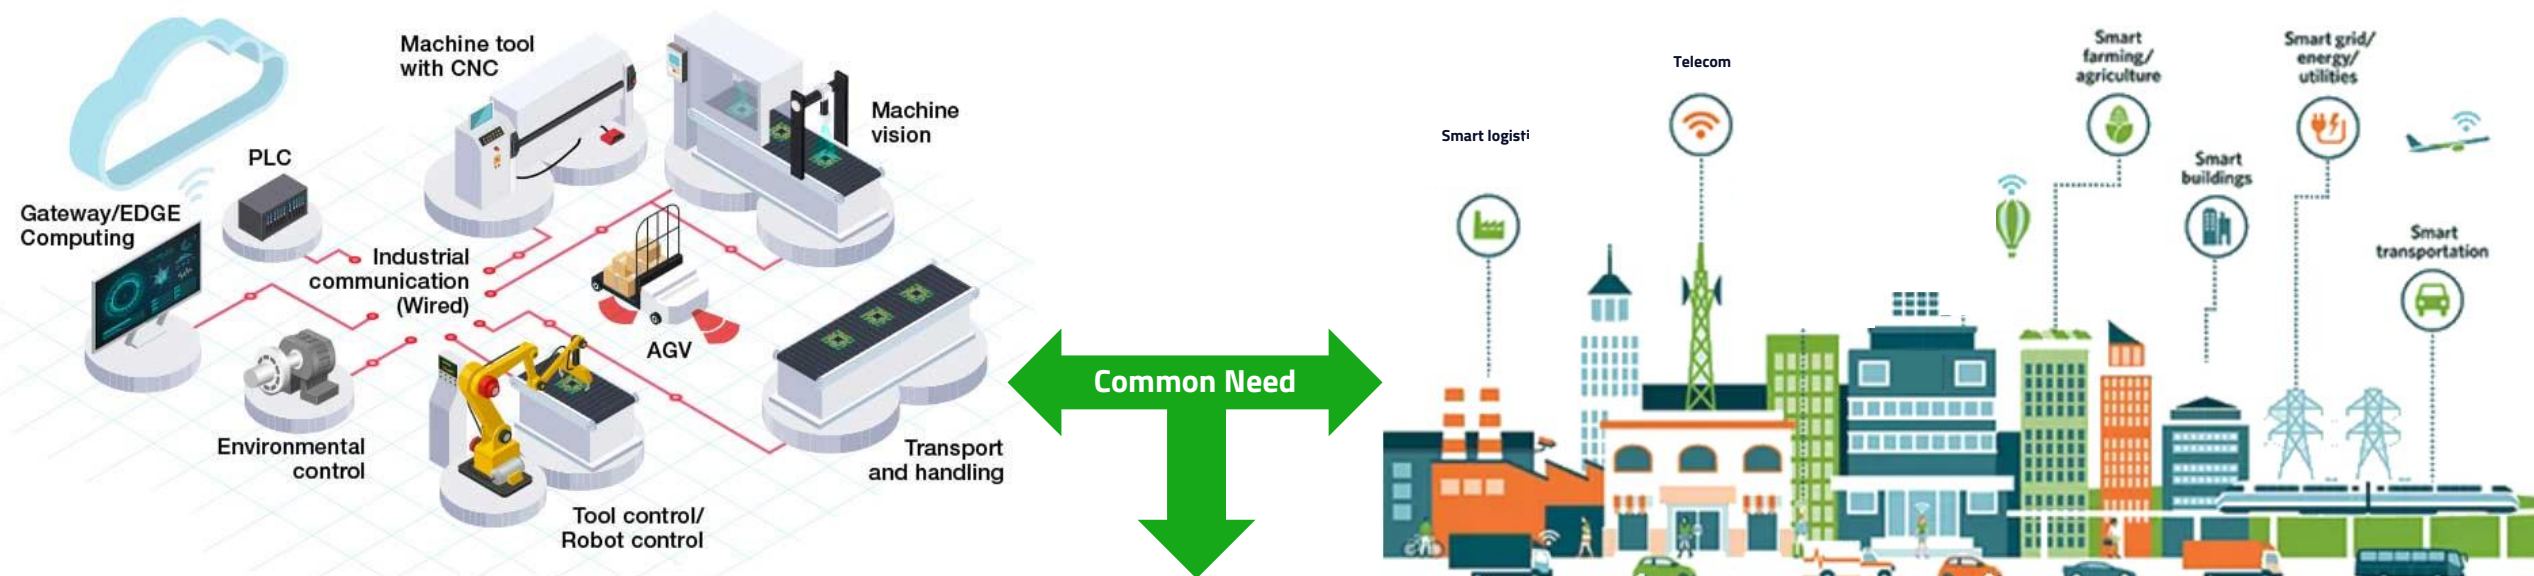 Machine tool
with CNC
Machine
vision
PLC
Gateway/EDGE
Computing
Industrial
communication
(Wired)
AGV
Environmental
control
Tool control/
Robot control
Transport
and handling
Common Need
Smart logisti
Telecom
Smart
farming/
agriculture
Smart
buildings
Smart grid/
energy/
utilities
Smart
transportation